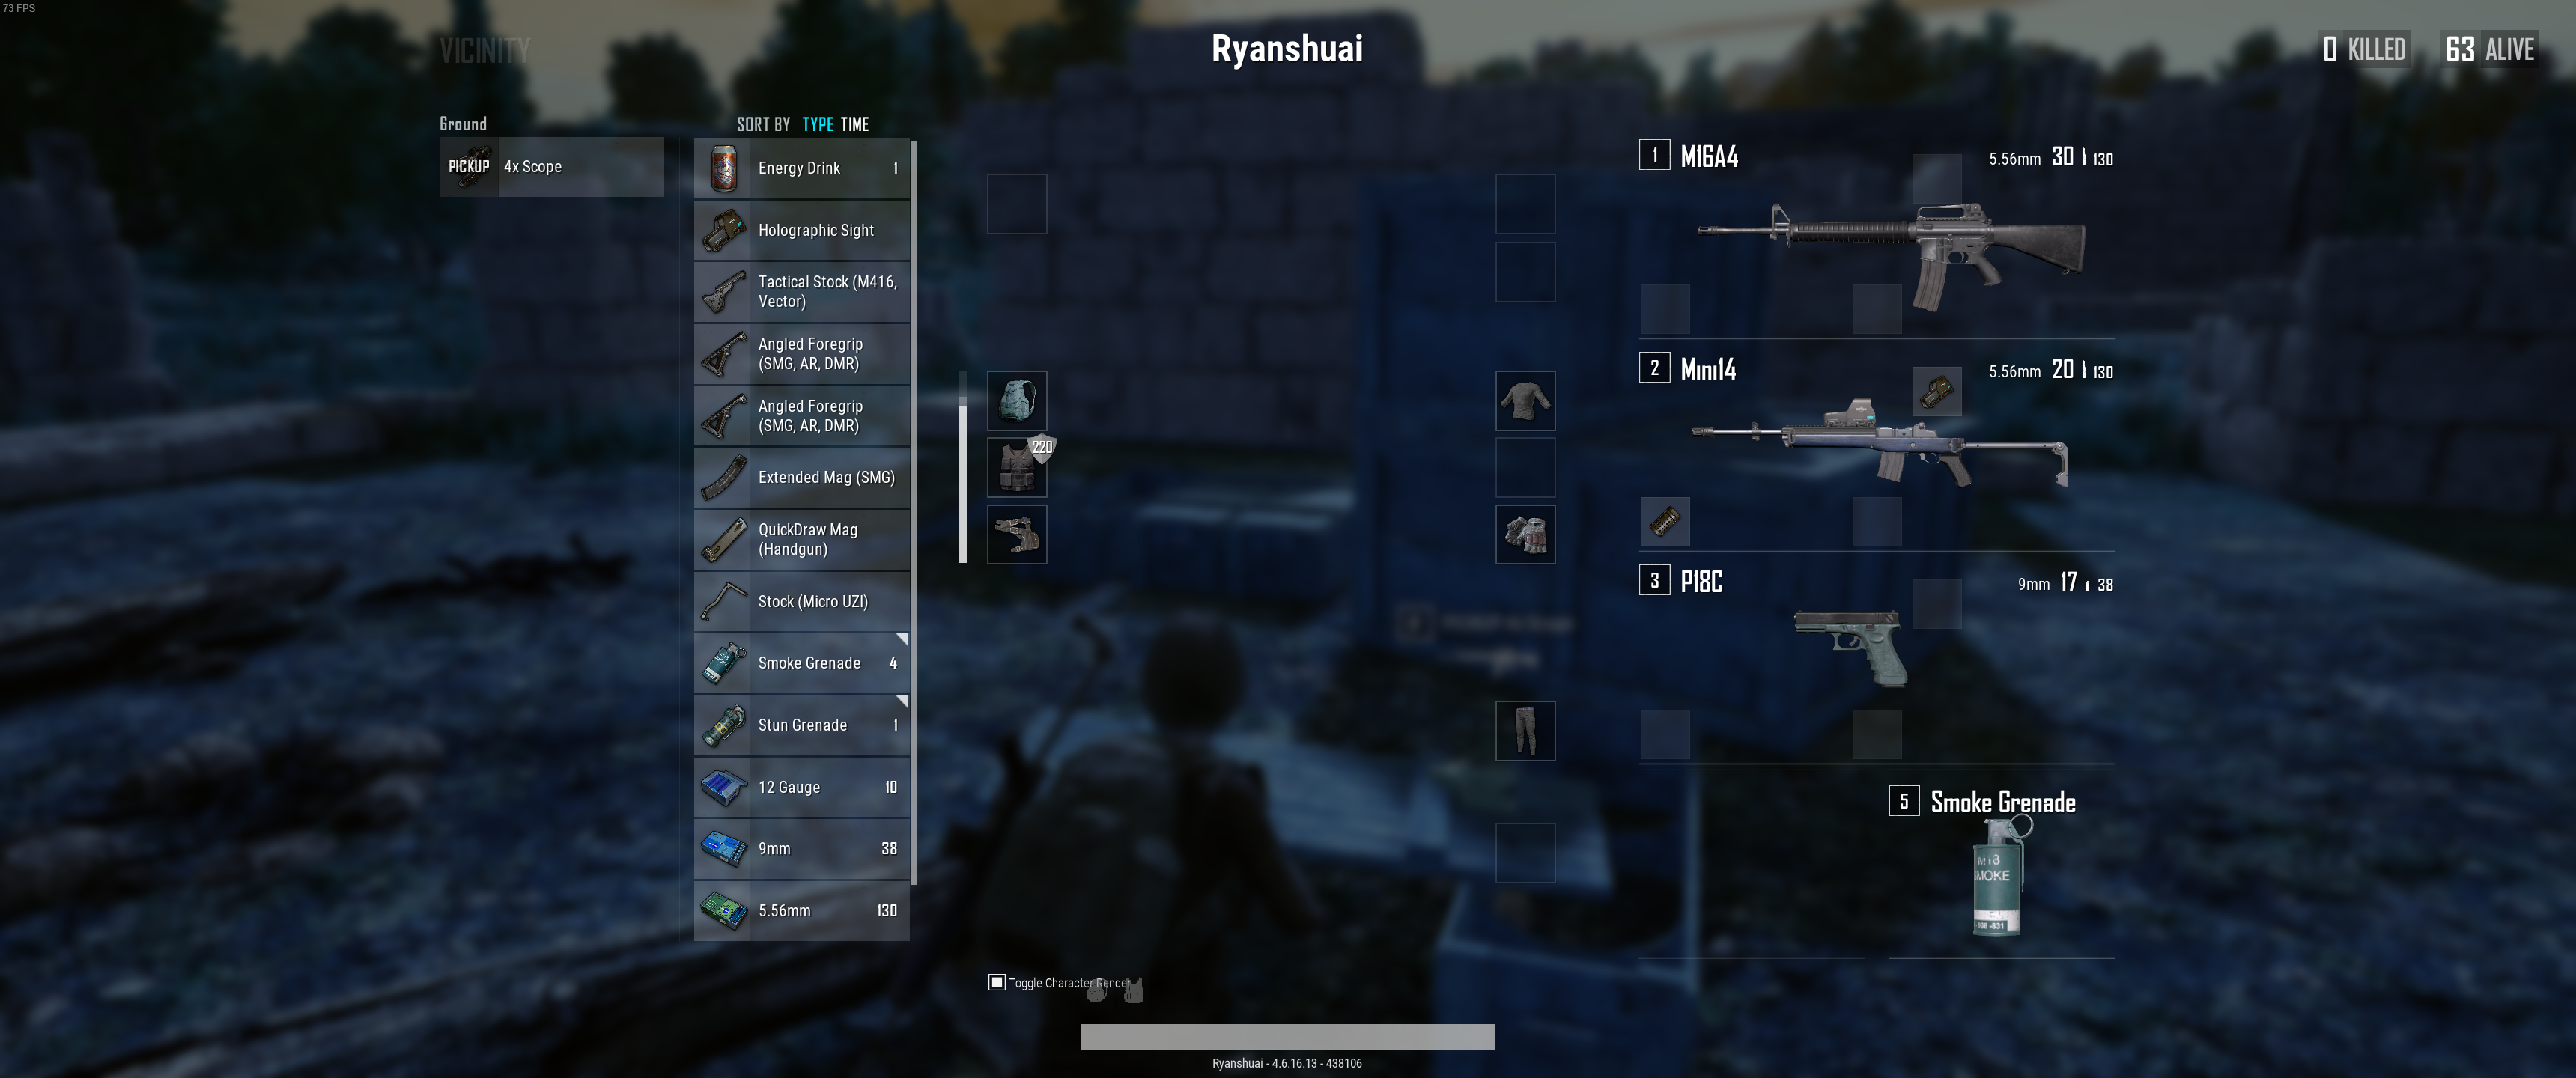 73 FPS
VICINITY
Ryanshuai
0 KILLED
63 ALIVE
Ground
PICKUP 4x Scope
SORT BY TYPE TIME
Energy Drink 1
Holographic Sight
Tactical Stock (M416,
Vector)
Angled Foregrip
(SMG, AR, DMR)
Angled Foregrip
(SMG, AR, DMR)
Extended Mag (SMG)
QuickDraw Mag
(Handgun)
Stock (Micro UZI)
Smoke Grenade 4
Stun Grenade 1
12 Gauge 10
9mm 38
5.56mm 130
220
1 M16A4 5.56mm 30 130
2 Mini14 5.56mm 20 130
3 P18C 9mm 17 38
5 Smoke Grenade
M18
SMOKE
Toggle Character Render
Ryanshuai - 4.6.16.13 - 438106